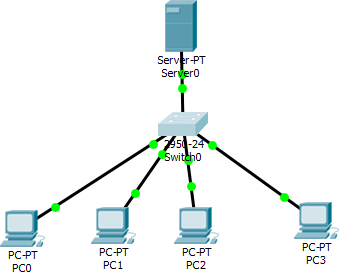 Server-PT
Server0
2950-24
Switch0
PC-PT
PC0
PC-PT
PC1
PC-PT
PC2
PC-PT
PC3